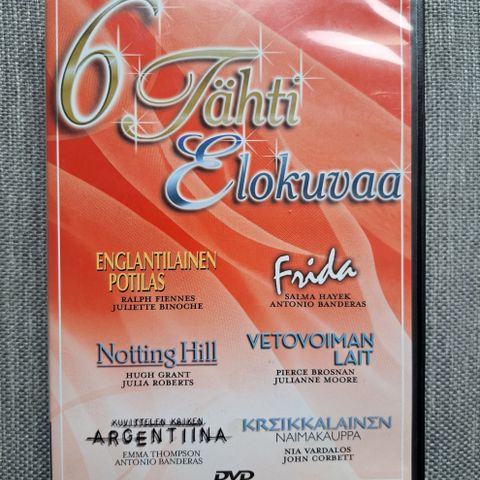 6 Tähti
Elokuvaa
ENGLANTILAINEN
POTILAS
RALPH FIENNES
JULIETTE BINOCHE
Frida
SALMA HAYEK
ANTONIO BANDERAS
Notting Hill
HUGH GRANT
JULIA ROBERTS
VETOVOIMAN
LAIT
PIERCE BROSNAN
JULIANNE MOORE
KUVITTELEN KAIKEN
ARGENTIINA
EMMA THOMPSON
ANTONIO BANDERAS
KREIKKALAINEN
NAIMAKAUPPA
NIA VARDALOS
JOHN CORBETT
DVD